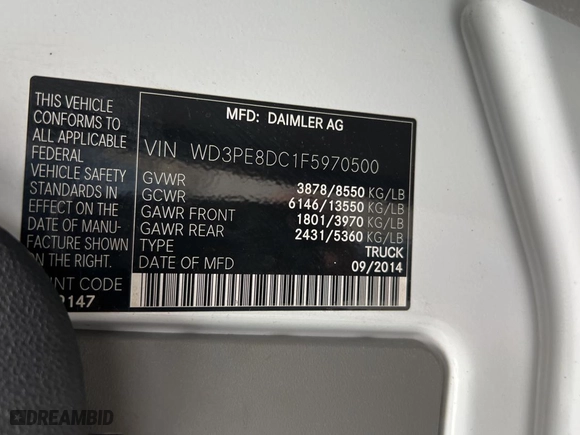 MFD: DAIMLER AG
THIS VEHICLE
CONFORMS TO
ALL APPLICABLE
FEDERAL
VEHICLE SAFETY
STANDARDS IN
EFFECT ON THE
DATE OF MANU-
FACTURE SHOWN
ON THE RIGHT.
VIN WD3PE8DC1F5970500
GVWR 3878/8550 KG/LB
GCWR 6146/13550 KG/LB
GAWR FRONT 1801/3970 KG/LB
GAWR REAR 2431/5360 KG/LB
TYPE TRUCK
DATE OF MFD 09/2014
CODE
147
DREAMBID